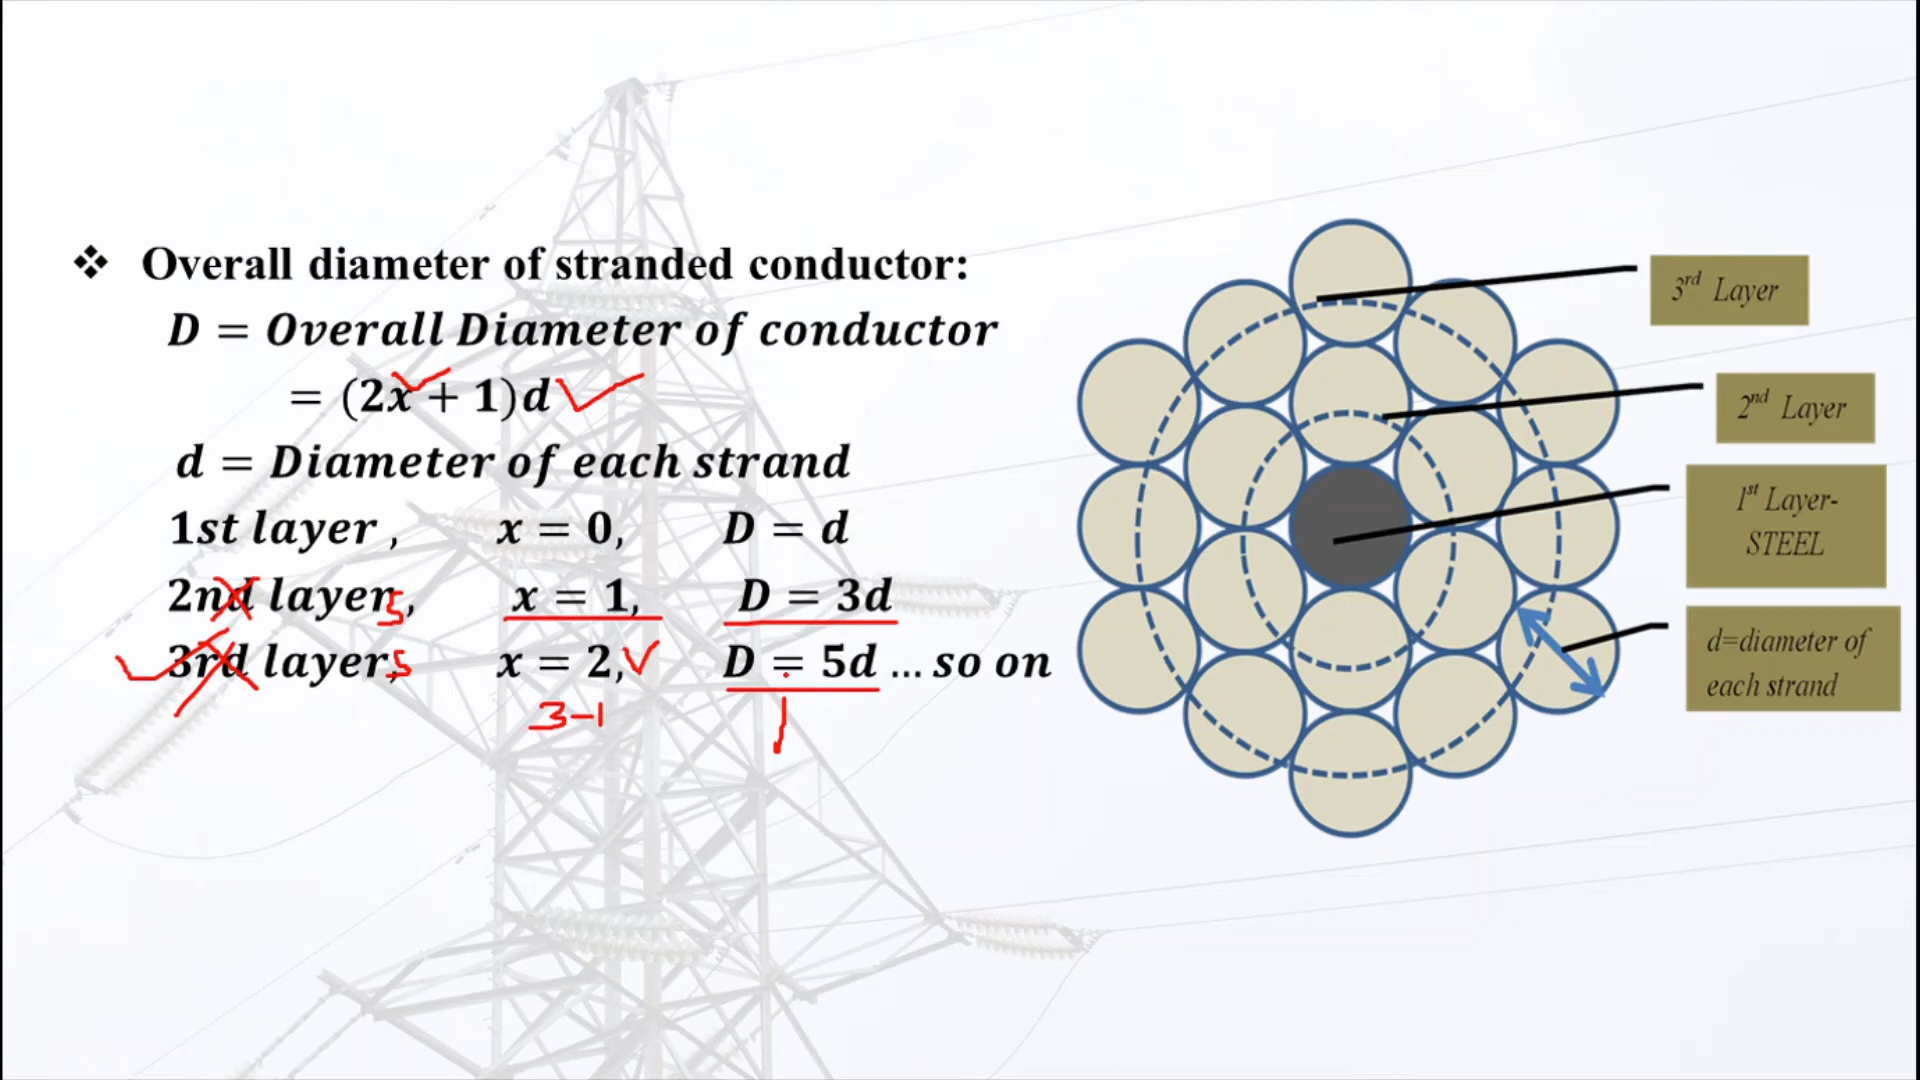 ❖ Overall diameter of stranded conductor:
D = Overall Diameter of conductor
= (2x + 1)d
d = Diameter of each strand
1st layer , x = 0, D = d
2nd layers, x = 1, D = 3d
3rd layers, x = 2, D = 5d ... so on
3-1
3rd Layer
2nd Layer
1st Layer-
STEEL
d=diameter of
each strand